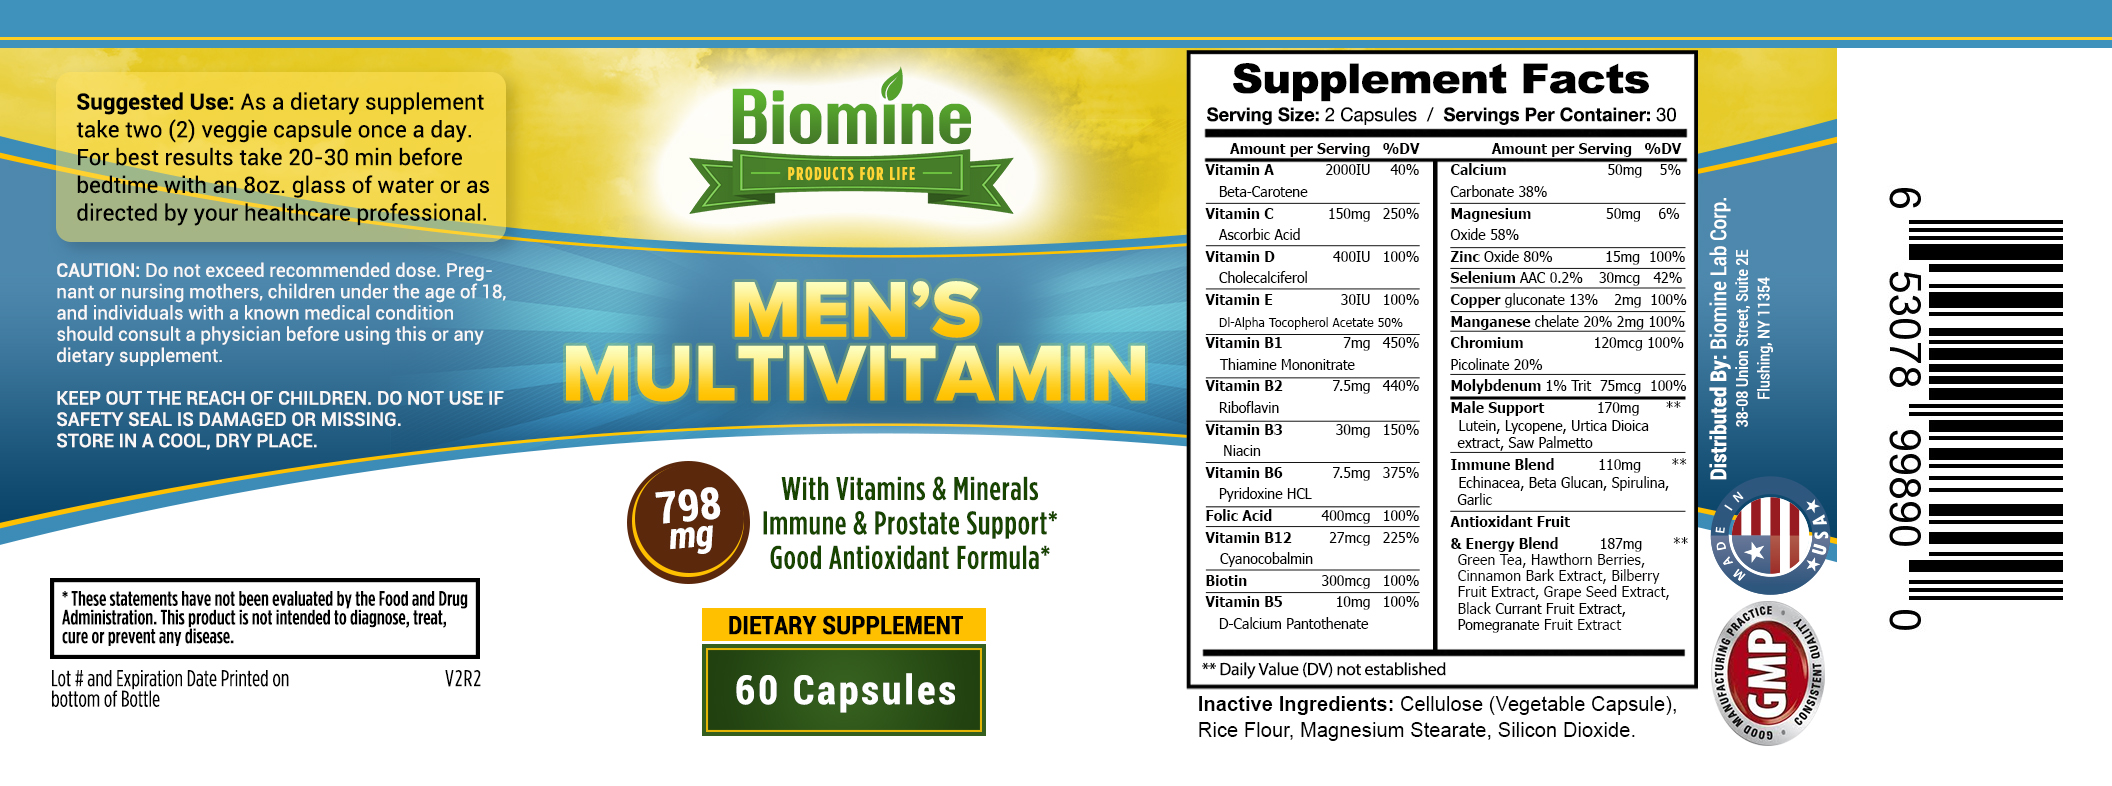 Suggested Use: As a dietary supplement
take two (2) veggie capsule once a day.
For best results take 20-30 min before
bedtime with an 8oz. glass of water or as
directed by your healthcare professional.
CAUTION: Do not exceed recommended dose. Preg-
nant or nursing mothers, children under the age of 18,
and individuals with a known medical condition
should consult a physician before using this or any
dietary supplement.
KEEP OUT THE REACH OF CHILDREN. DO NOT USE IF
SAFETY SEAL IS DAMAGED OR MISSING.
STORE IN A COOL, DRY PLACE.
* These statements have not been evaluated by the Food and Drug
Administration. This product is not intended to diagnose, treat,
cure or prevent any disease.
Lot # and Expiration Date Printed on
bottom of Bottle
V2R2
Biomine
PRODUCTS FOR LIFE
MEN'S
MULTIVITAMIN
798
mg
With Vitamins & Minerals
Immune & Prostate Support*
Good Antioxidant Formula*
DIETARY SUPPLEMENT
60 Capsules
Supplement Facts
Serving Size: 2 Capsules / Servings Per Container: 30
Amount per Serving %DV
Vitamin A 2000IU 40%
Beta-Carotene
Vitamin C 150mg 250%
Ascorbic Acid
Vitamin D 400IU 100%
Cholecalciferol
Vitamin E 30IU 100%
Dl-Alpha Tocopherol Acetate 50%
Vitamin B1 7mg 450%
Thiamine Mononitrate
Vitamin B2 7.5mg 440%
Riboflavin
Vitamin B3 30mg 150%
Niacin
Vitamin B6 7.5mg 375%
Pyridoxine HCL
Folic Acid 400mcg 100%
Vitamin B12 27mcg 225%
Cyanocobalmin
Biotin 300mcg 100%
Vitamin B5 10mg 100%
D-Calcium Pantothenate
Amount per Serving %DV
Calcium 50mg 5%
Carbonate 38%
Magnesium 50mg 6%
Oxide 58%
Zinc Oxide 80% 15mg 100%
Selenium AAC 0.2% 30mcg 42%
Copper gluconate 13% 2mg 100%
Manganese chelate 20% 2mg 100%
Chromium 120mcg 100%
Picolinate 20%
Molybdenum 1% Trit 75mcg 100%
Male Support 170mg **
Lutein, Lycopene, Urtica Dioica
extract, Saw Palmetto
Immune Blend 110mg **
Echinacea, Beta Glucan, Spirulina,
Garlic
Antioxidant Fruit
& Energy Blend 187mg **
Green Tea, Hawthorn Berries,
Cinnamon Bark Extract, Bilberry
Fruit Extract, Grape Seed Extract,
Black Currant Fruit Extract,
Pomegranate Fruit Extract
** Daily Value (DV) not established
Inactive Ingredients: Cellulose (Vegetable Capsule),
Rice Flour, Magnesium Stearate, Silicon Dioxide.
Distributed By: Biomine Lab Corp.
38-08 Union Street, Suite 2E
Flushing, NY 11354
MADE IN
USA
GOOD MANUFACTURING PRACTICE
GMP
CONSISTENT QUALITY
6 53078 99890 0